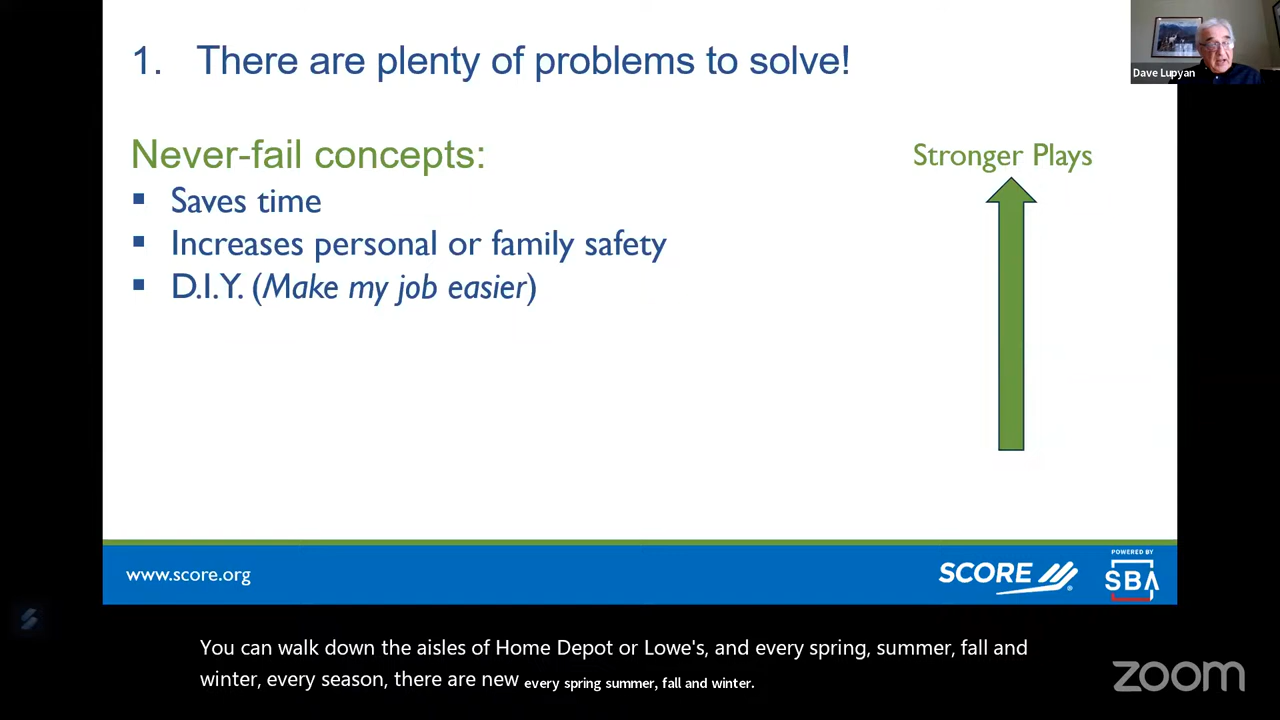 1. There are plenty of problems to solve!
Dave Lupyan
Never-fail concepts:
Stronger Plays
▪ Saves time
▪ Increases personal or family safety
▪ D.I.Y. (Make my job easier)
www.score.org
SCORE
®
POWERED BY
SBA
You can walk down the aisles of Home Depot or Lowe's, and every spring, summer, fall and
winter, every season, there are new every spring summer, fall and winter.
zoom